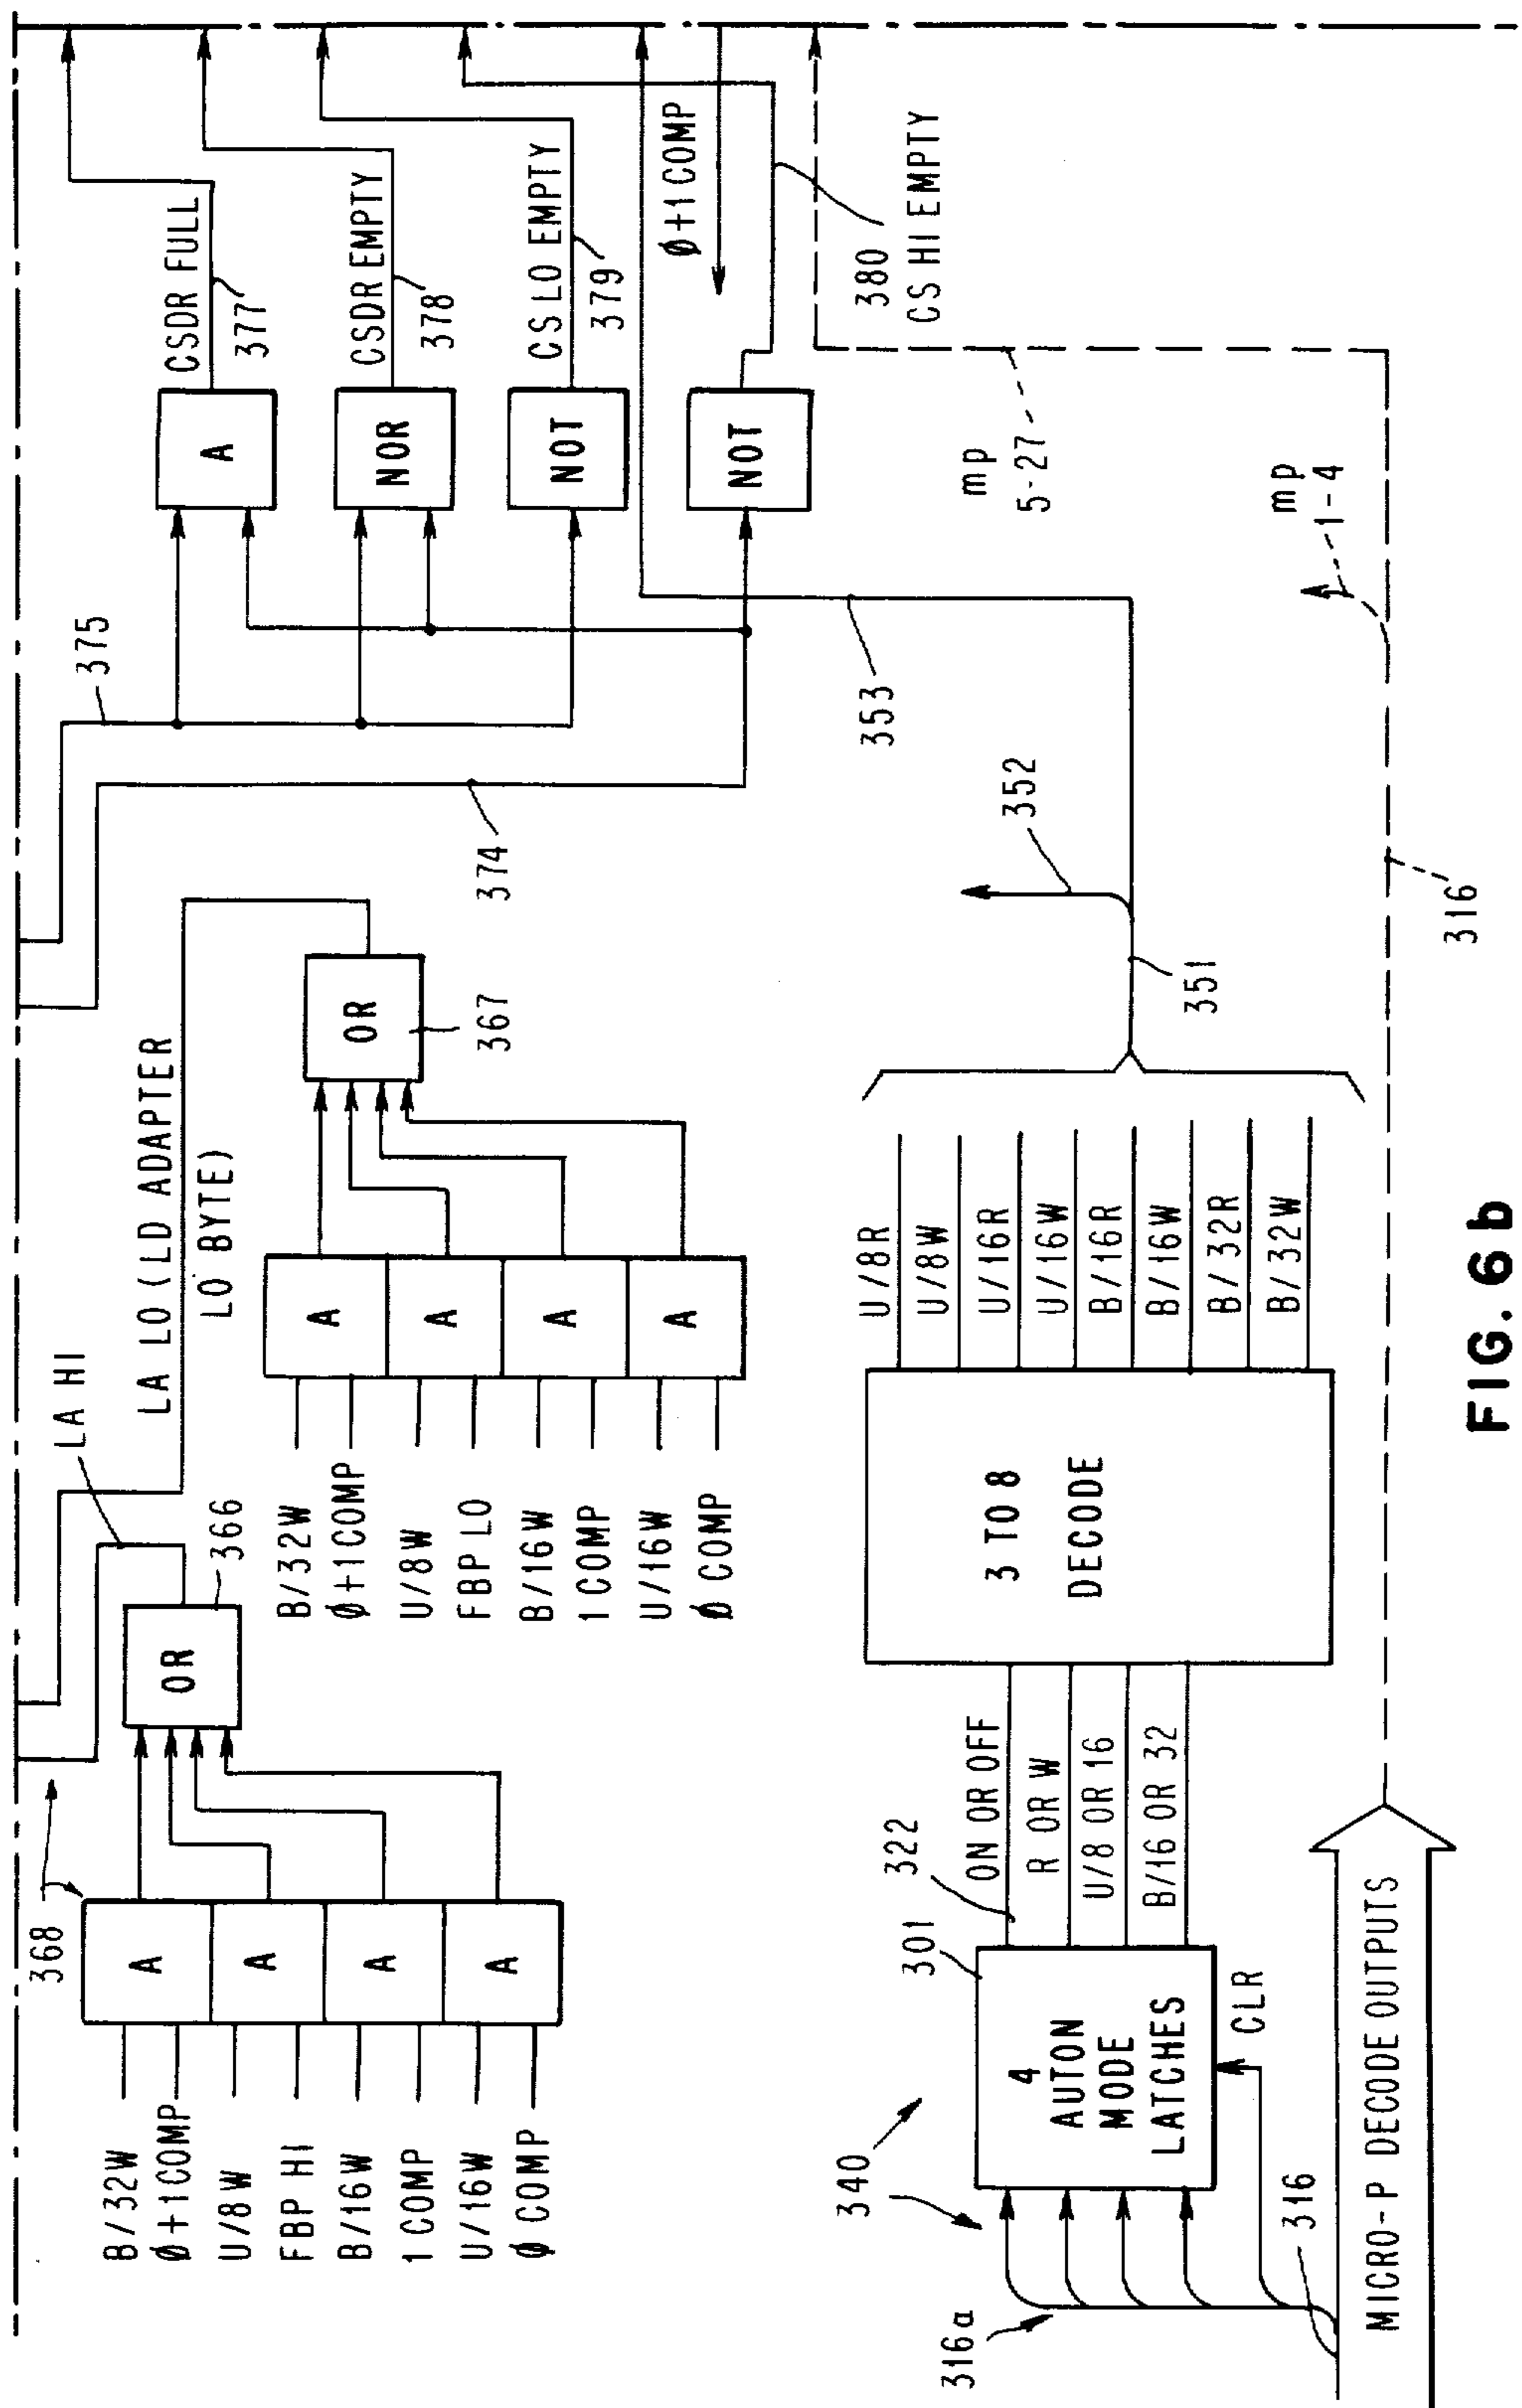 368
LA HI
LA LO (LD ADAPTER
LO BYTE)
375
374
B/32W
Ø+1COMP
U/8W
FBP HI
B/16W
1 COMP
U/16W
Ø COMP
A
A
A
A
OR
366
B/32W
Ø+1COMP
U/8W
FBP LO
B/16W
1COMP
U/16W
Ø COMP
A
A
A
A
OR
367
A
CSDR FULL
377
NOR
CSDR EMPTY
378
NOT
CS LO EMPTY
379
NOT
Ø+1COMP
380
CS HI EMPTY
340
316a
301
4
AUTON
MODE
LATCHES
CLR
322
ON OR OFF
R OR W
U/8 OR 16
B/16 OR 32
3 TO 8
DECODE
U/8R
U/8W
U/16R
U/16W
B/16R
B/16W
B/32R
B/32W
351
352
353
mp
5-27
mp
1-4
316
MICRO-P DECODE OUTPUTS
316
FIG. 6b